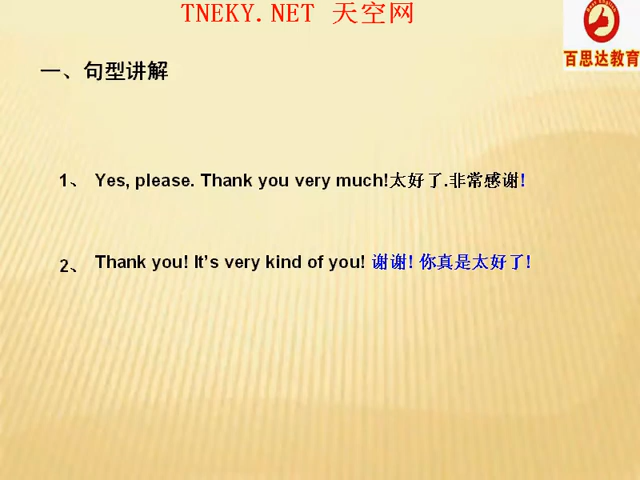 TNEKY.NET 天空网
百思达教育
一、句型讲解
1、 Yes, please. Thank you very much!太好了.非常感谢!
2、 Thank you! It’s very kind of you! 谢谢! 你真是太好了!